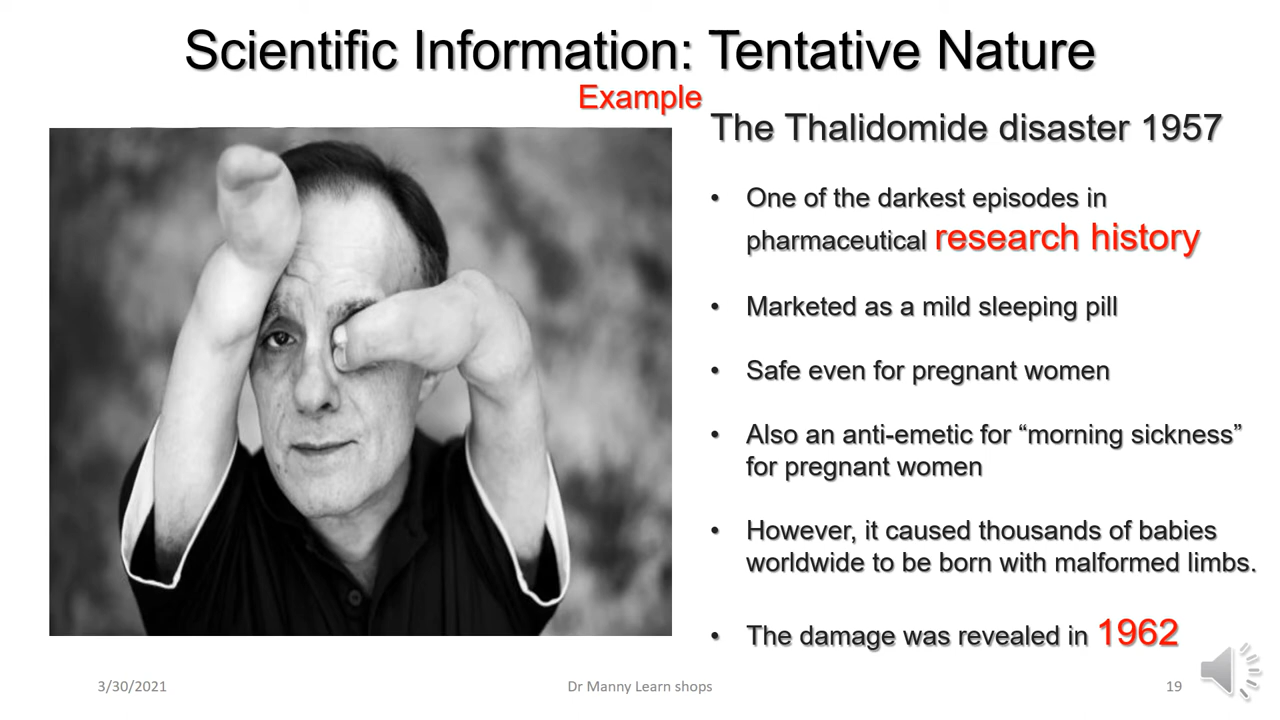 Scientific Information: Tentative Nature
Example
The Thalidomide disaster 1957
• One of the darkest episodes in
pharmaceutical research history
• Marketed as a mild sleeping pill
• Safe even for pregnant women
• Also an anti-emetic for “morning sickness”
for pregnant women
• However, it caused thousands of babies
worldwide to be born with malformed limbs.
• The damage was revealed in 1962
3/30/2021
Dr Manny Learn shops
19